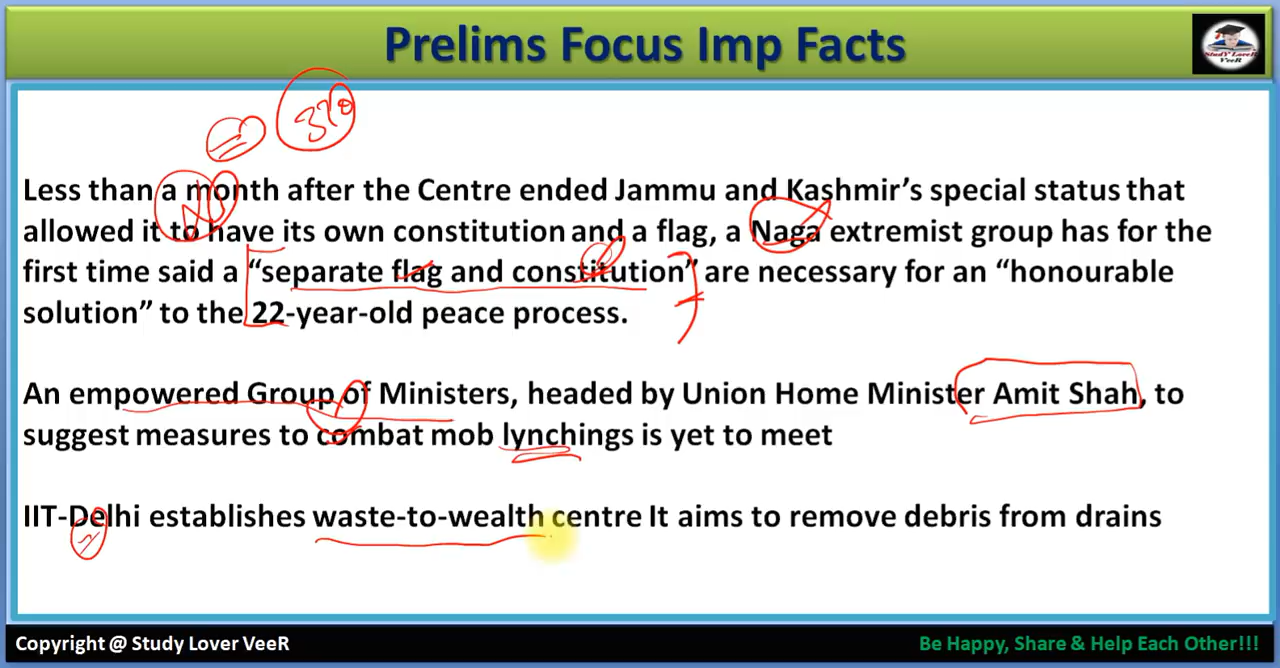 Prelims Focus Imp Facts
StudY LoveR
VeeR
370
Less than a month after the Centre ended Jammu and Kashmir’s special status that
allowed it to have its own constitution and a flag, a Naga extremist group has for the
first time said a “separate flag and constitution” are necessary for an “honourable
solution” to the 22-year-old peace process.
An empowered Group of Ministers, headed by Union Home Minister Amit Shah, to
suggest measures to combat mob lynchings is yet to meet
IIT-Delhi establishes waste-to-wealth centre It aims to remove debris from drains
Copyright @ Study Lover VeeR
Be Happy, Share & Help Each Other!!!